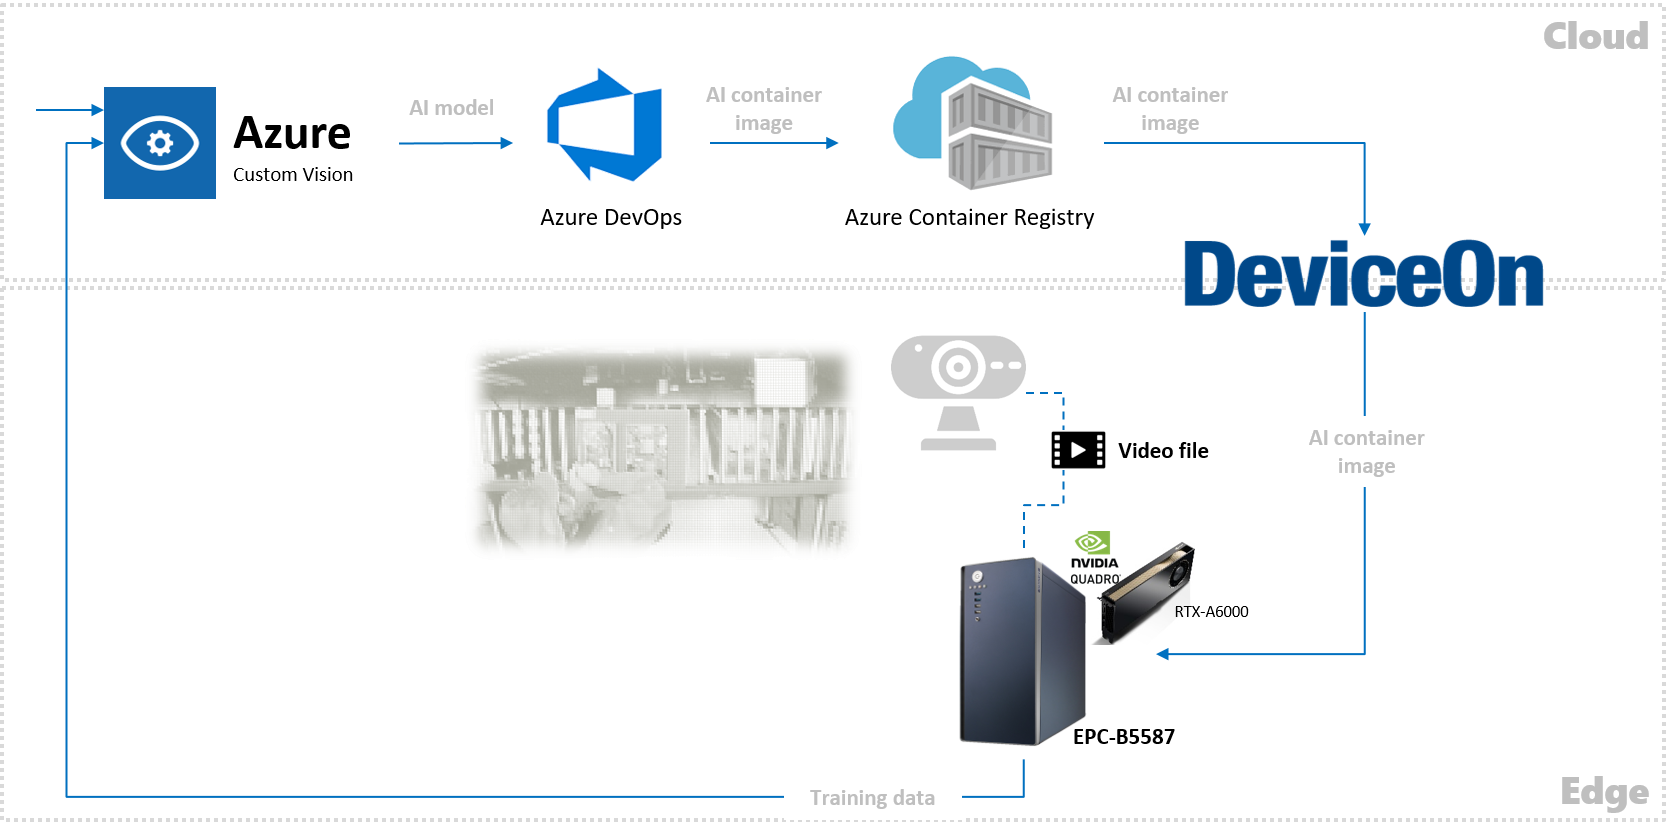 Cloud
Azure
Custom Vision
AI model
Azure DevOps
AI container
image
Azure Container Registry
AI container
image
DeviceOn
Video file
AI container
image
NVIDIA
QUADRO
RTX-A6000
EPC-B5587
Training data
Edge